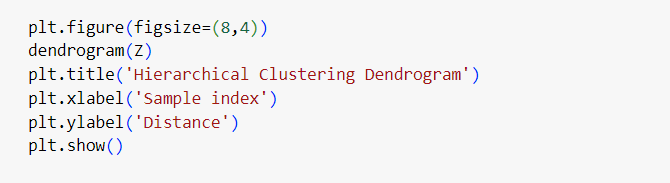 plt.figure(figsize=(8,4))
dendrogram(Z)
plt.title('Hierarchical Clustering Dendrogram')
plt.xlabel('Sample index')
plt.ylabel('Distance')
plt.show()